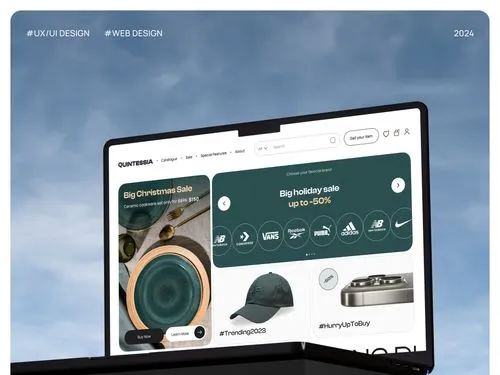 #UX/UI DESIGN
#WEB DESIGN
2024
QUINTESSIA
Catalogue
Sale
Special Features
About
All
Search
Sell your item
Big Christmas Sale
Ceramic cookware set only for $150
Buy Now
Learn More
Choose your favorite brand
Big holiday sale
up to -50%
NB
CONVERSE
VANS
Reebok
PUMA
adidas
NB
#Trending2023
#HurryUpToBuy